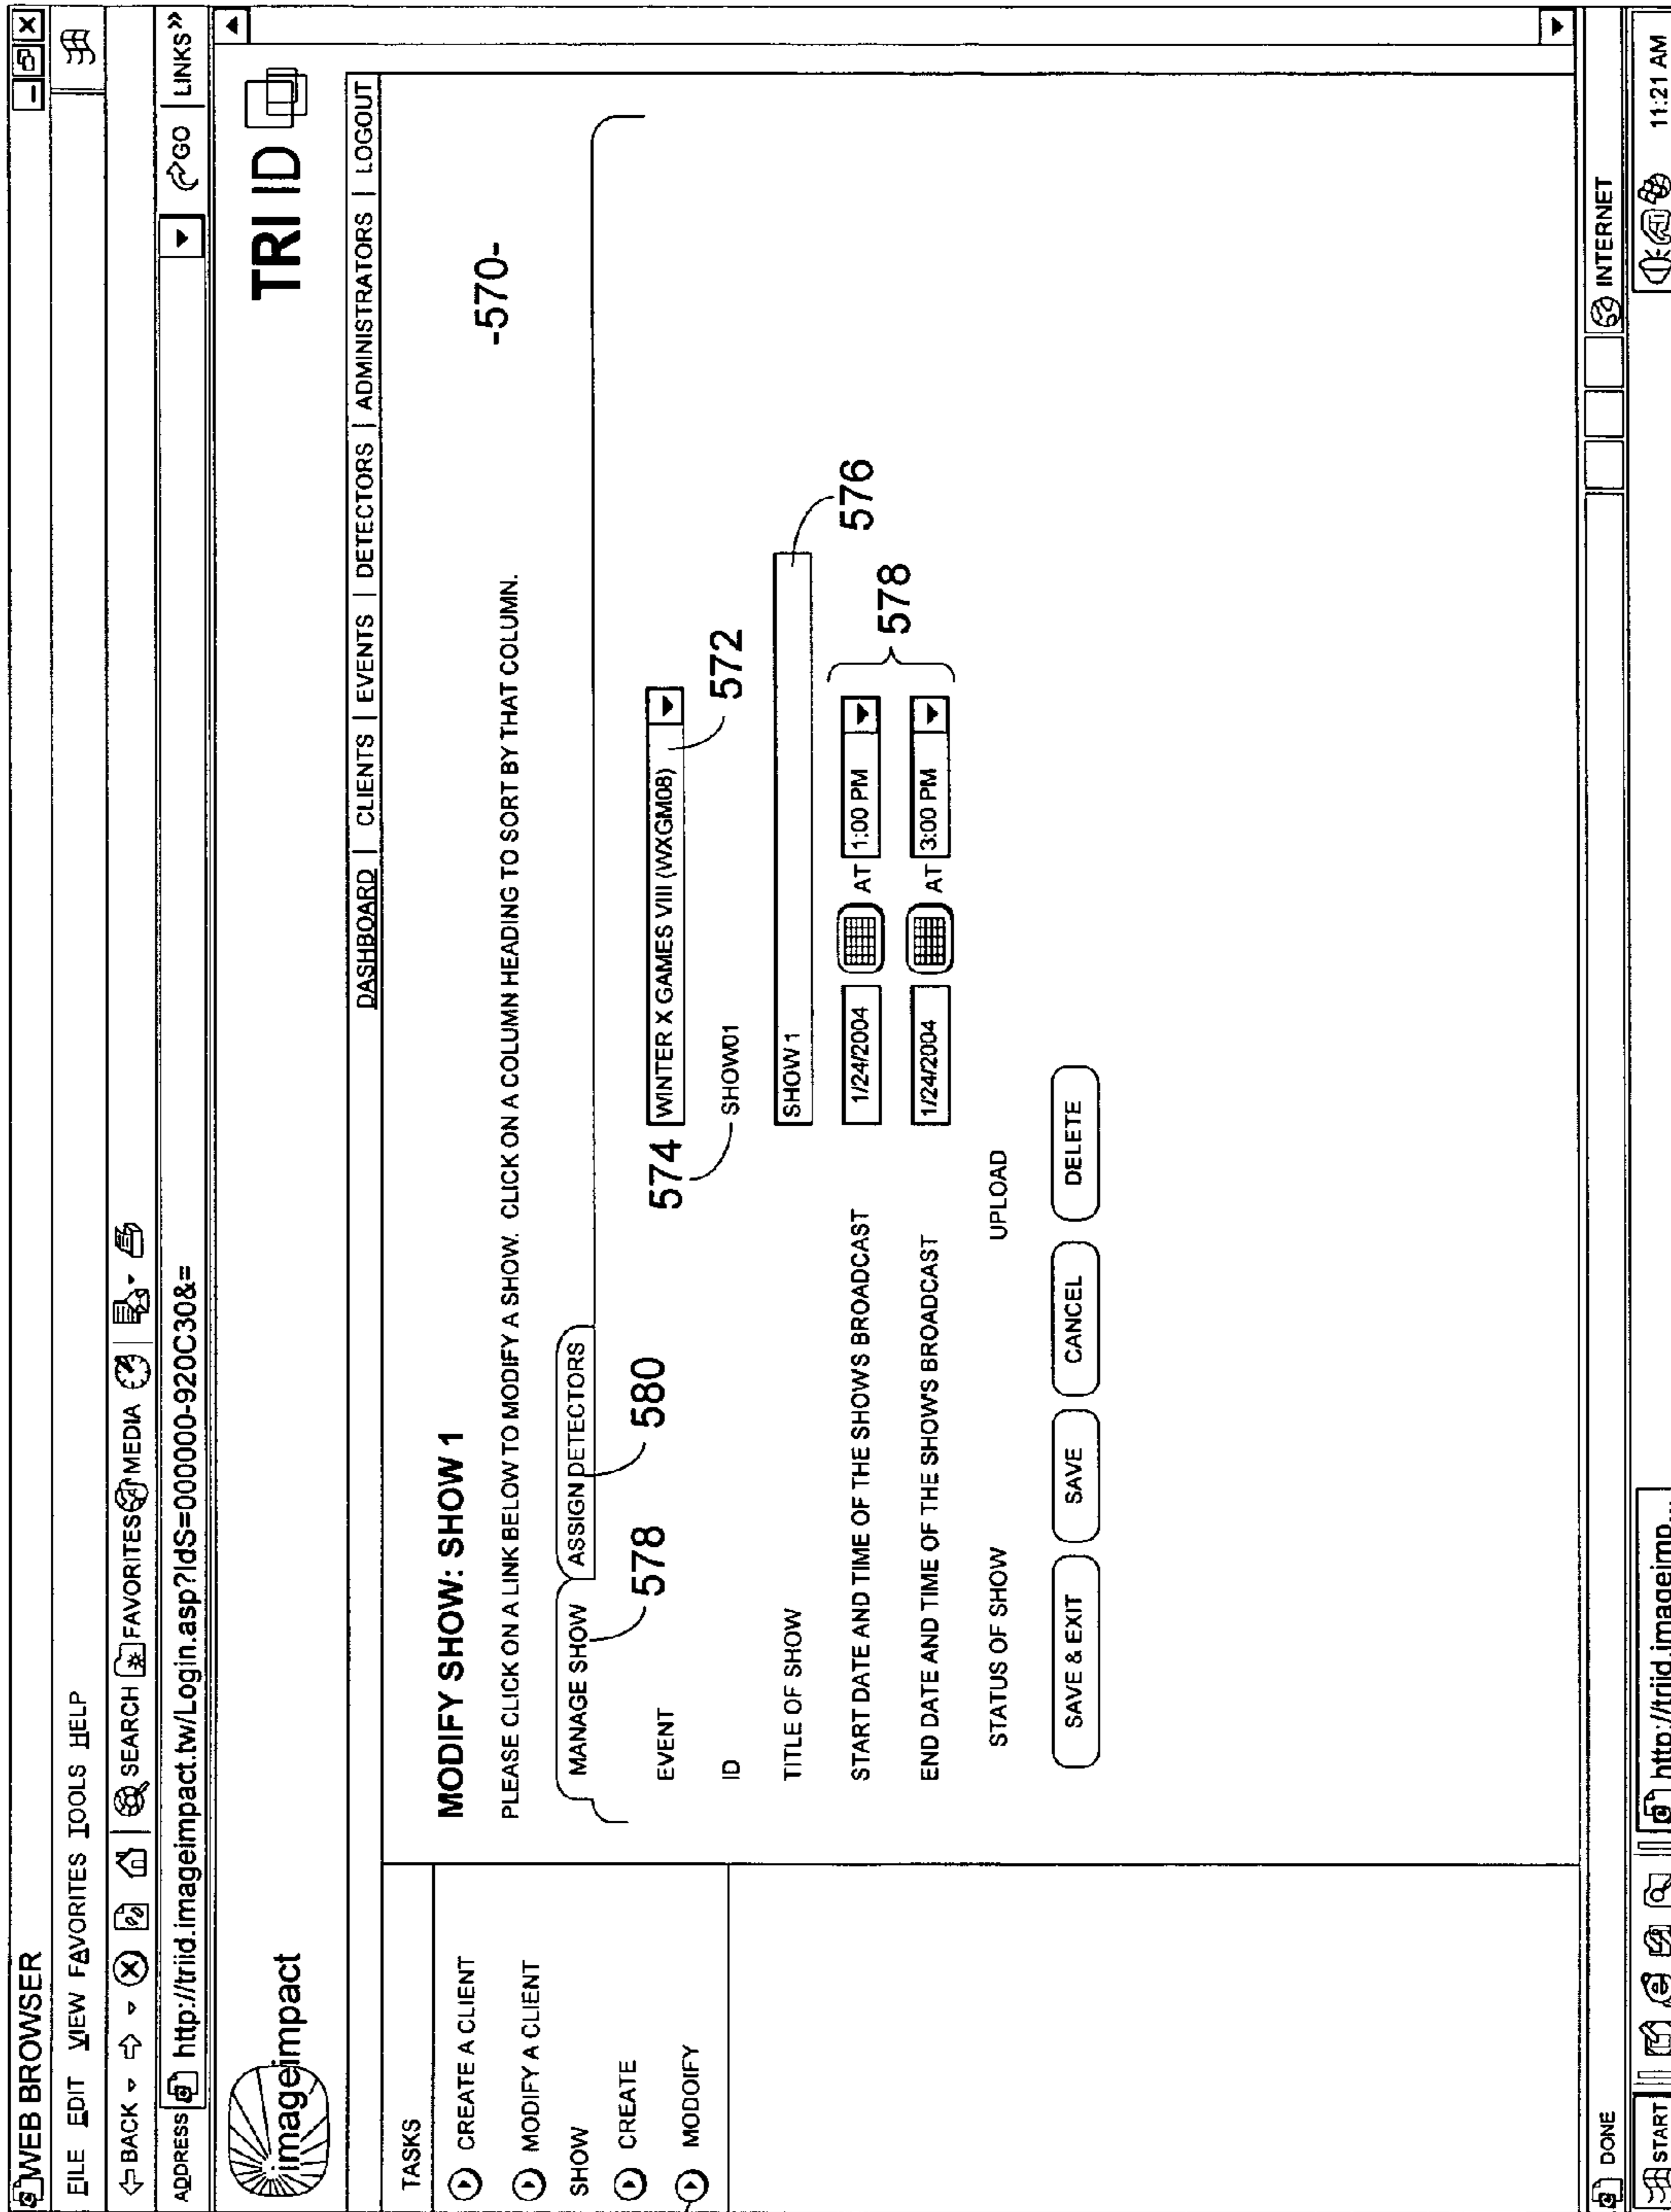 WEB BROWSER
FILE EDIT VIEW FAVORITES TOOLS HELP
BACK SEARCH FAVORITES MEDIA
ADDRESS http://triid.imageimpact.tw/Login.asp?IdS=000000-920C30&= GO LINKS »
imageimpact
TRI ID
DASHBOARD | CLIENTS | EVENTS | DETECTORS | ADMINISTRATORS | LOGOUT
TASKS
CREATE A CLIENT
MODIFY A CLIENT
SHOW
CREATE
MODOIFY
MODIFY SHOW: SHOW 1
-570-
PLEASE CLICK ON A LINK BELOW TO MODIFY A SHOW. CLICK ON A COLUMN HEADING TO SORT BY THAT COLUMN.
MANAGE SHOW ASSIGN DETECTORS
578 580
EVENT 574 WINTER X GAMES VIII (WXGM08)
572
ID SHOW01
TITLE OF SHOW SHOW 1
576
START DATE AND TIME OF THE SHOWS BROADCAST 1/24/2004 AT 1:00 PM
578
END DATE AND TIME OF THE SHOWS BROADCAST 1/24/2004 AT 3:00 PM
STATUS OF SHOW UPLOAD
SAVE & EXIT SAVE CANCEL DELETE
DONE INTERNET
START http://triid.imageimp... 11:21 AM